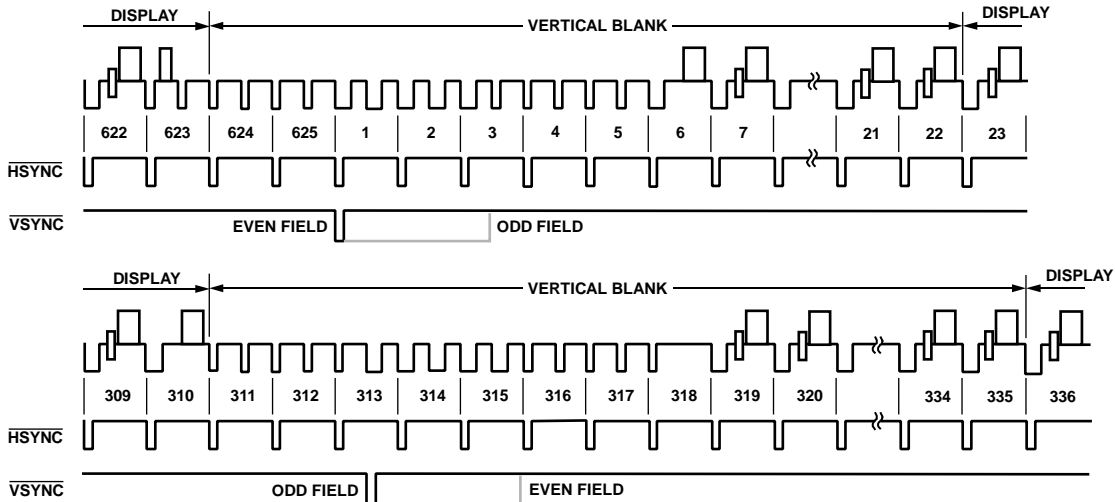 DISPLAY VERTICAL BLANK DISPLAY
622 623 624 625 1 2 3 4 5 6 7 21 22 23
HSYNC
VSYNC
EVEN FIELD ODD FIELD
DISPLAY VERTICAL BLANK DISPLAY
309 310 311 312 313 314 315 316 317 318 319 320 334 335 336
HSYNC
VSYNC
ODD FIELD EVEN FIELD